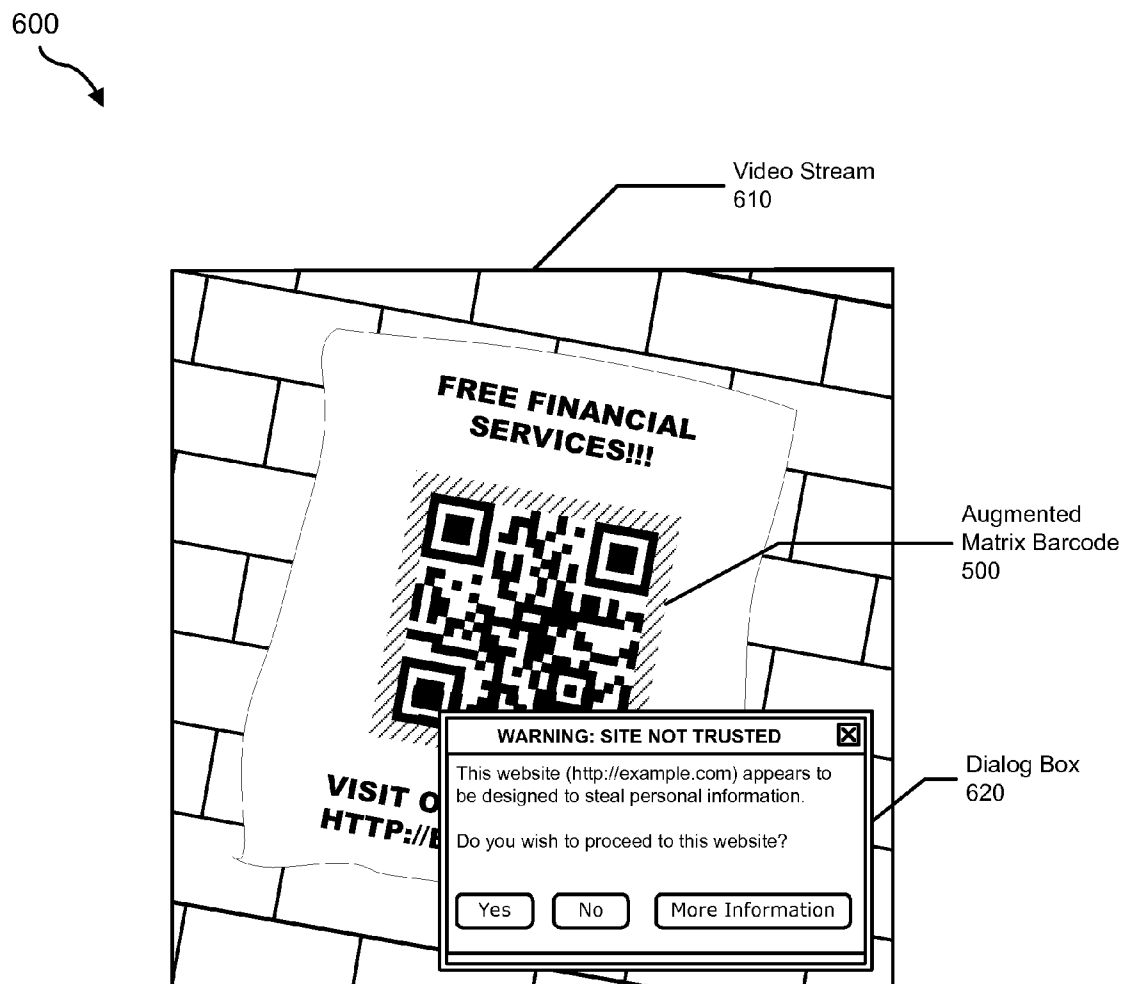 600
Video Stream
610
FREE FINANCIAL
SERVICES!!!
Augmented
Matrix Barcode
500
WARNING: SITE NOT TRUSTED
This website (http://example.com) appears to
be designed to steal personal information.
Do you wish to proceed to this website?
Yes No More Information
Dialog Box
620
VISIT
HTTP://